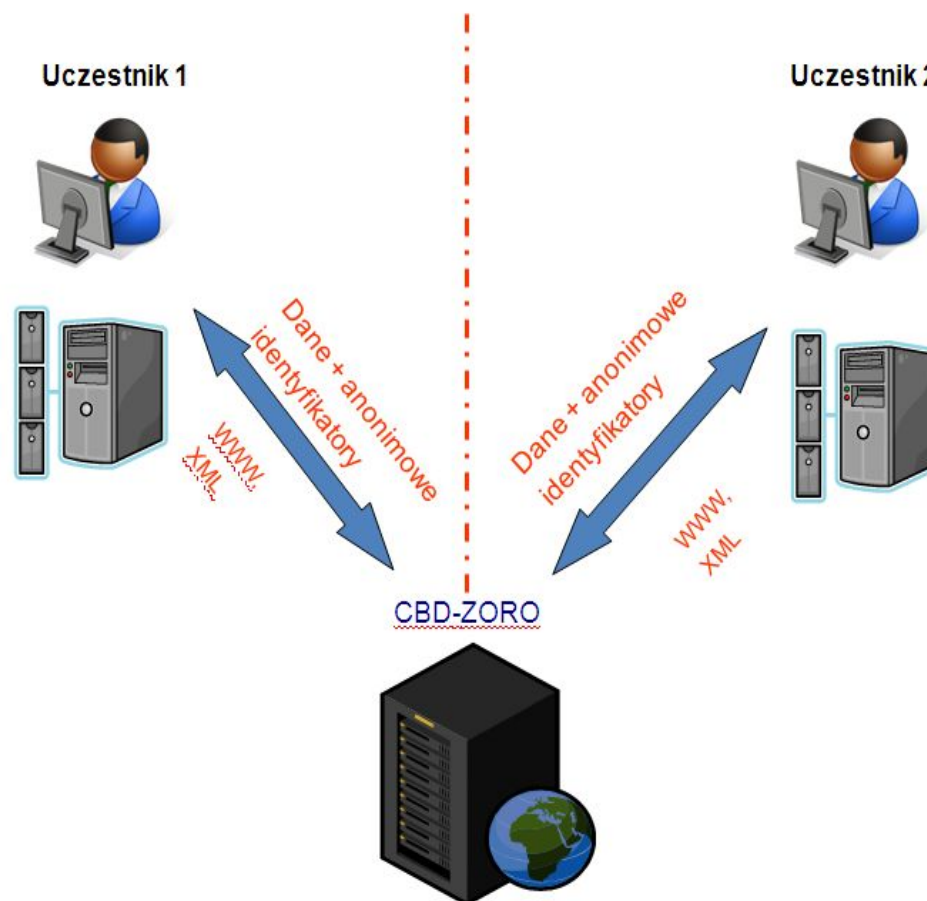 Uczestnik 1
Uczestnik 2
Dane + anonimowe
identyfikatory
WWW,
XML
Dane + anonimowe
identyfikatory
WWW,
XML
CBD-ZORO